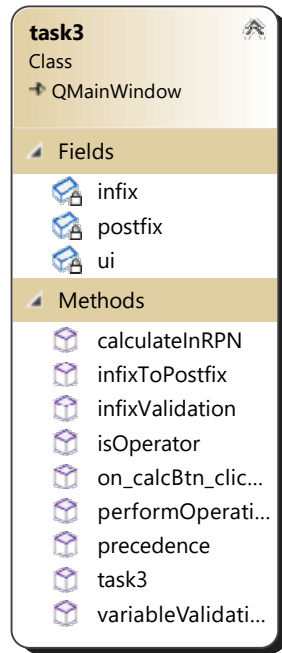 task3
Class
QMainWindow
Fields
infix
postfix
ui
Methods
calculateInRPN
infixToPostfix
infixValidation
isOperator
on_calcBtn_clic...
performOperati...
precedence
task3
variableValidati...